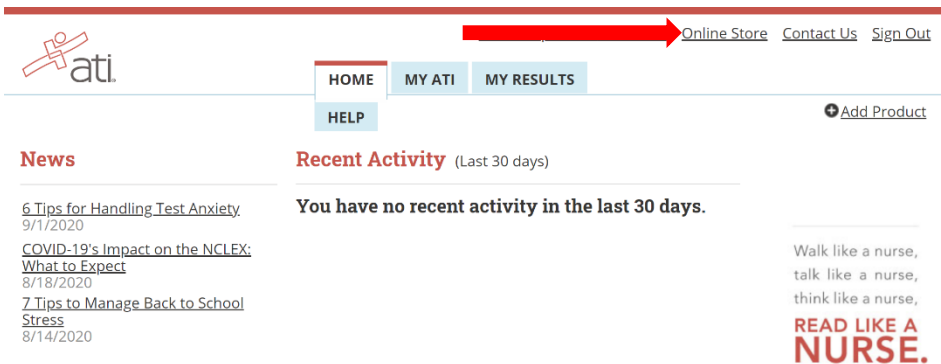 Online Store Contact Us Sign Out
ati
HOME MY ATI MY RESULTS
HELP
Add Product
News
6 Tips for Handling Test Anxiety
9/1/2020
COVID-19's Impact on the NCLEX:
What to Expect
8/18/2020
7 Tips to Manage Back to School
Stress
8/14/2020
Recent Activity (Last 30 days)
You have no recent activity in the last 30 days.
Walk like a nurse,
talk like a nurse,
think like a nurse,
READ LIKE A
NURSE.